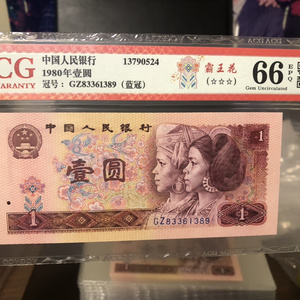 CG
WARRANTY
中国人民银行
13790524
1980年壹圆
冠号：GZ83361389（蓝冠）
霸王花
(☆☆☆)
66
EPQ
Gem Uncirculated
中国人民银行
1
壹圆
GZ83361389
1
1